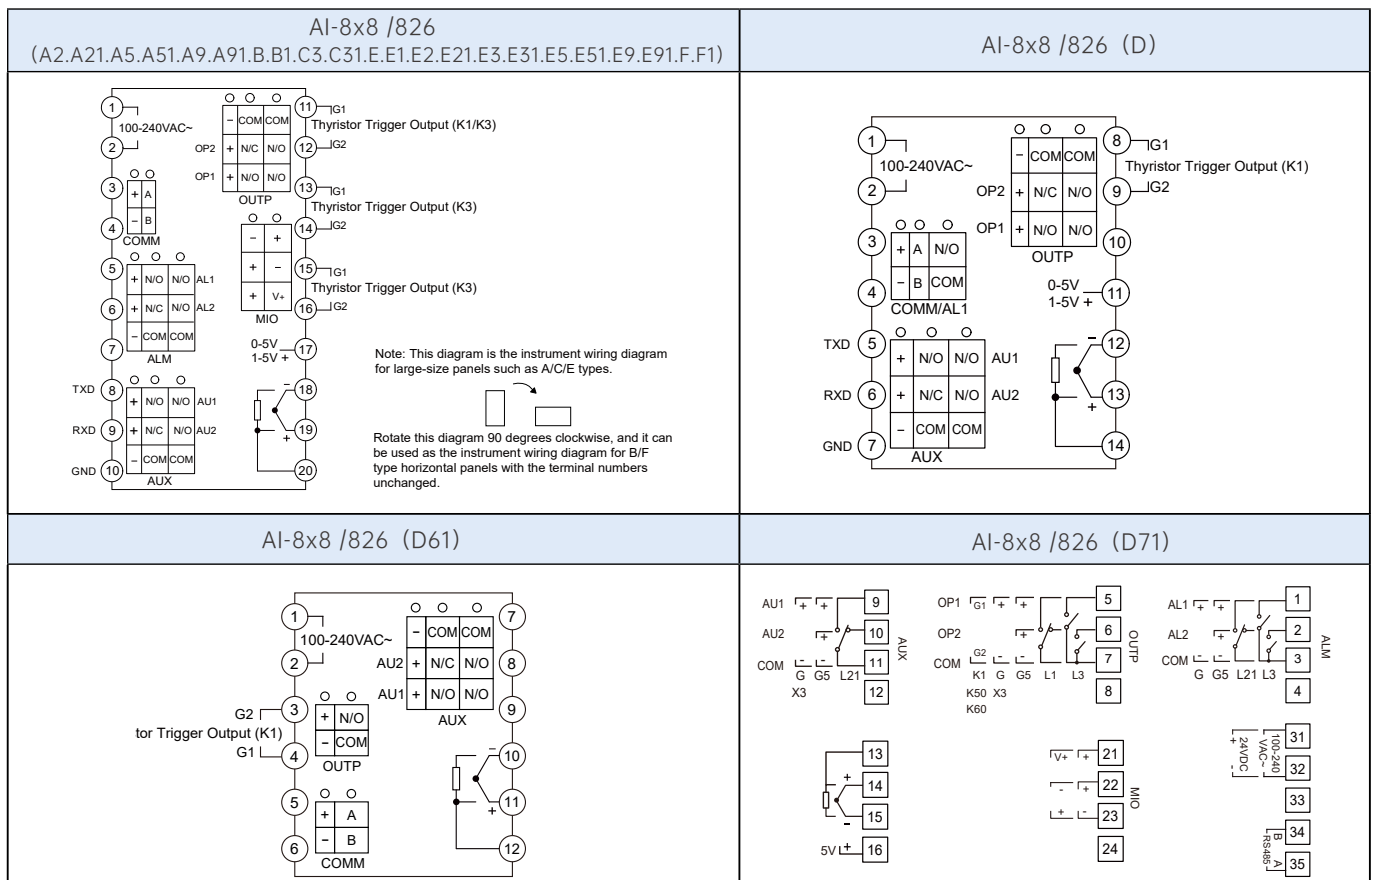 AI-8x8 /826
（A2.A21.A5.A51.A9.A91.B.B1.C3.C31.E.E1.E2.E21.E3.E31.E5.E51.E9.E91.F.F1）
1
100-240VAC~
2
3
+ A
4
− B
COMM
5
+ N/O N/O AL1
6
+ N/C N/O AL2
7
− COM COM
ALM
TXD 8
+ N/O N/O AU1
RXD 9
+ N/C N/O AU2
GND 10
− COM COM
AUX
− COM COM
OP2 + N/C N/O
OP1 + N/O N/O
OUTP
− +
+ −
+ V+
MIO
11 G1
Thyristor Trigger Output (K1/K3)
12 G2
13 G1
Thyristor Trigger Output (K3)
14 G2
15 G1
Thyristor Trigger Output (K3)
16 G2
0-5V
1-5V + 17
− 18
+ 19
20
Note: This diagram is the instrument wiring diagram
for large-size panels such as A/C/E types.
Rotate this diagram 90 degrees clockwise, and it can
be used as the instrument wiring diagram for B/F
type horizontal panels with the terminal numbers
unchanged.
AI-8x8 /826（D）
1
100-240VAC~
2
3
+ A N/O
4
− B COM
COMM/AL1
TXD 5
+ N/O N/O AU1
RXD 6
+ N/C N/O AU2
GND 7
− COM COM
AUX
− COM COM
OP2 + N/C N/O
OP1 + N/O N/O
OUTP
8 G1
Thyristor Trigger Output (K1)
9 G2
10
0-5V
1-5V + 11
− 12
+ 13
14
AI-8x8 /826（D61）
1
100-240VAC~
2
G2 3
tor Trigger Output (K1)
G1 4
+ N/O
− COM
OUTP
5
+ A
6
− B
COMM
− COM COM
AU2 + N/C N/O
AU1 + N/O N/O
AUX
7
8
9
− 10
+ 11
12
AI-8x8 /826（D71）
AU1 + + 9
AU2 + 10
COM - - 11
G G5 L21
X3
12
AUX
OP1 G1 + + 5
OP2 + 6
COM G2 - - 7
K1 G G5 L1 L3
K50 X3
K60
8
OUTP
AL1 + + 1
AL2 + 2
COM - - 3
G G5 L21 L3
4
ALM
13
+ 14
− 15
5V + 16
V+ + 21
- + 22
+ - 23
24
MIO
31
+ 24VDC -
100-240
VAC~
32
33
34
B
RS485
A
35